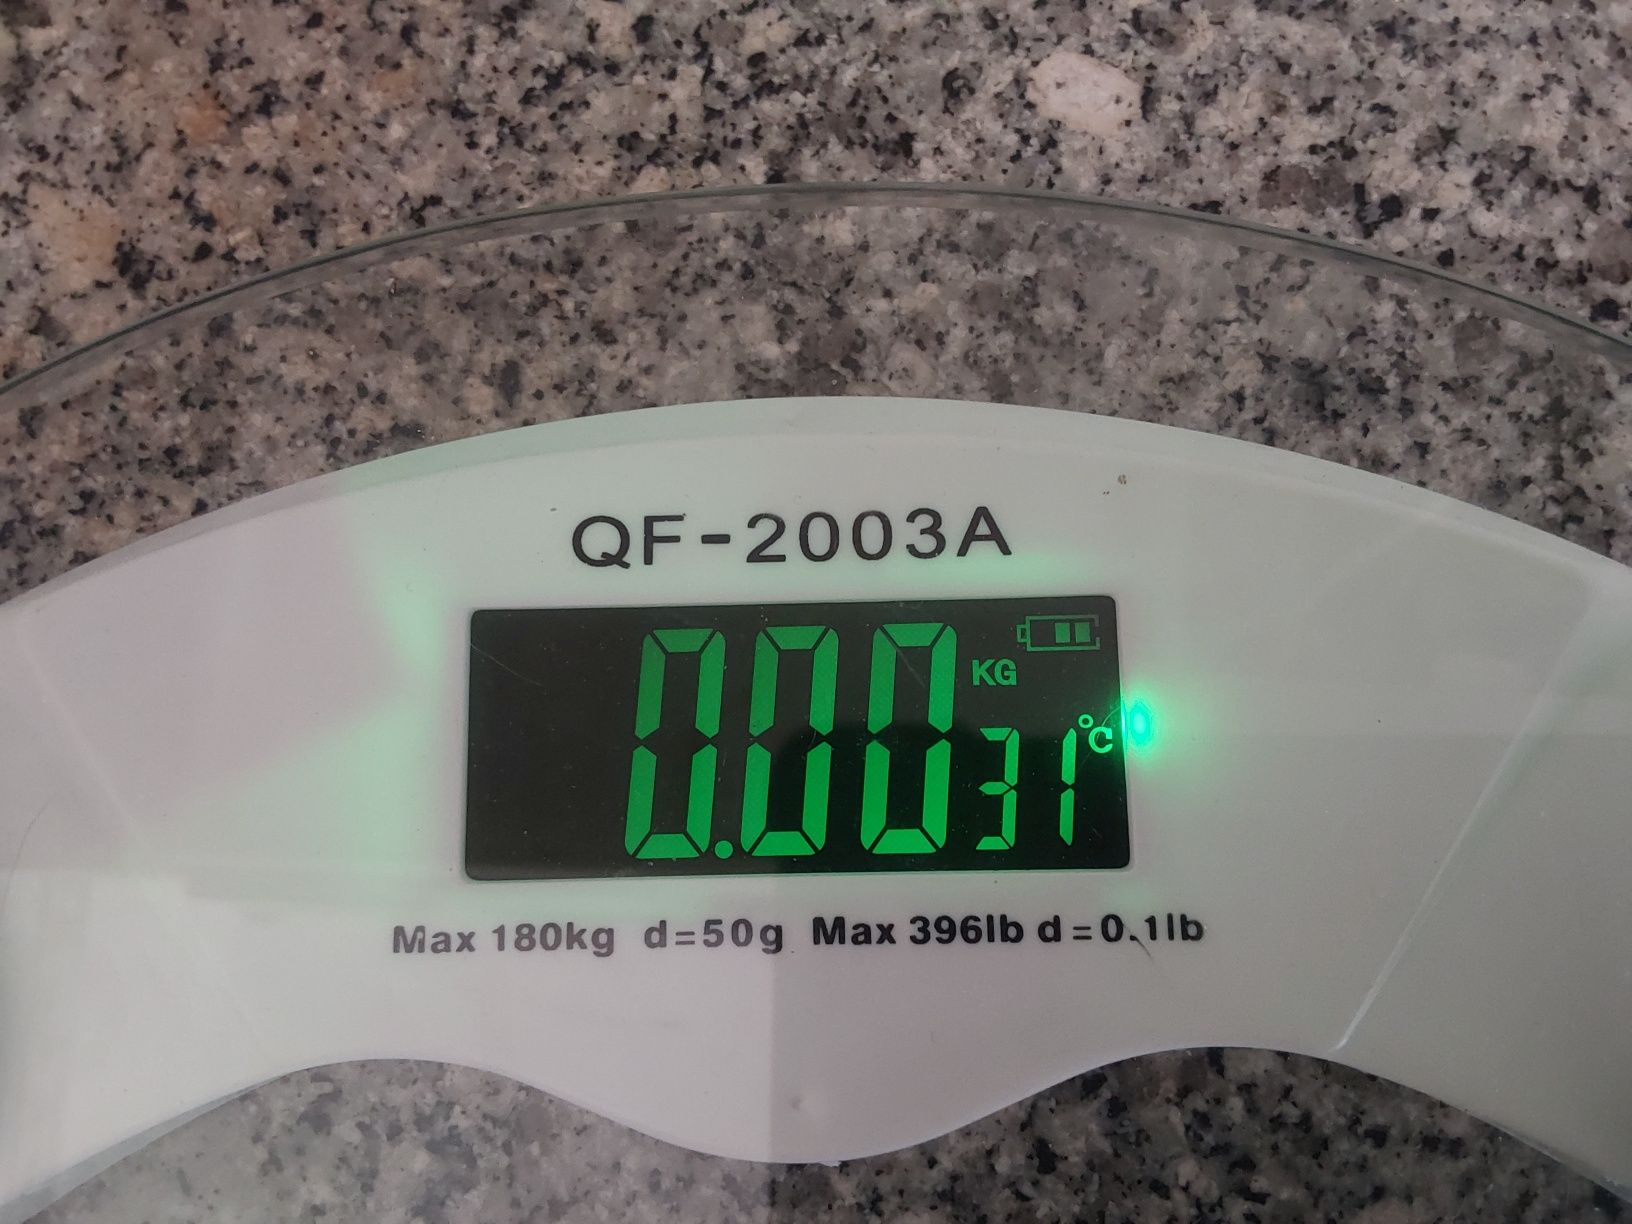 QF-2003A
0.00 KG
31 °C
Max 180kg d=50g Max 396lb d=0.1lb